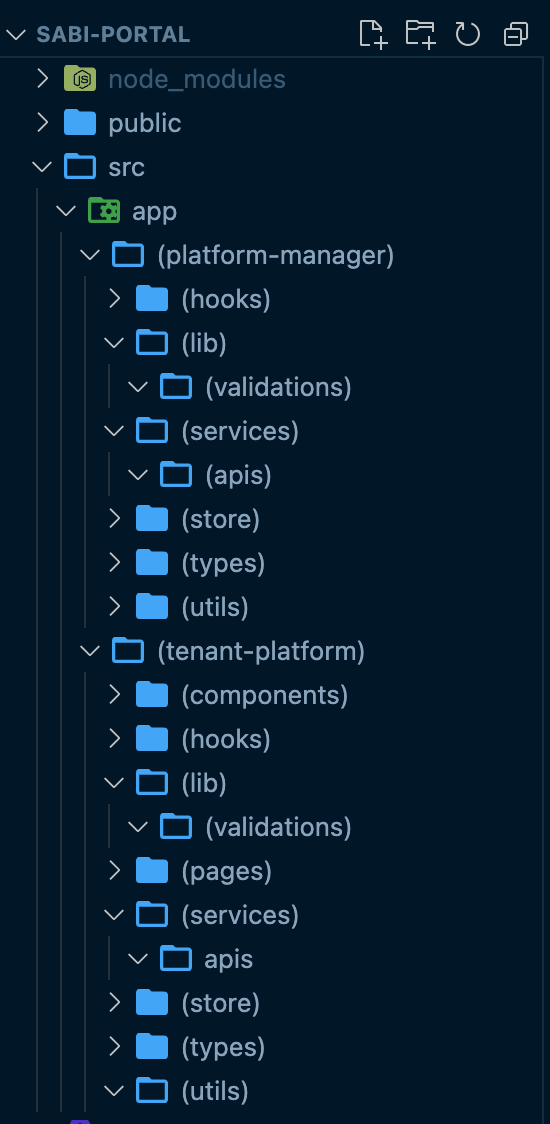 SABI-PORTAL
node_modules
public
src
app
(platform-manager)
(hooks)
(lib)
(validations)
(services)
(apis)
(store)
(types)
(utils)
(tenant-platform)
(components)
(hooks)
(lib)
(validations)
(pages)
(services)
apis
(store)
(types)
(utils)